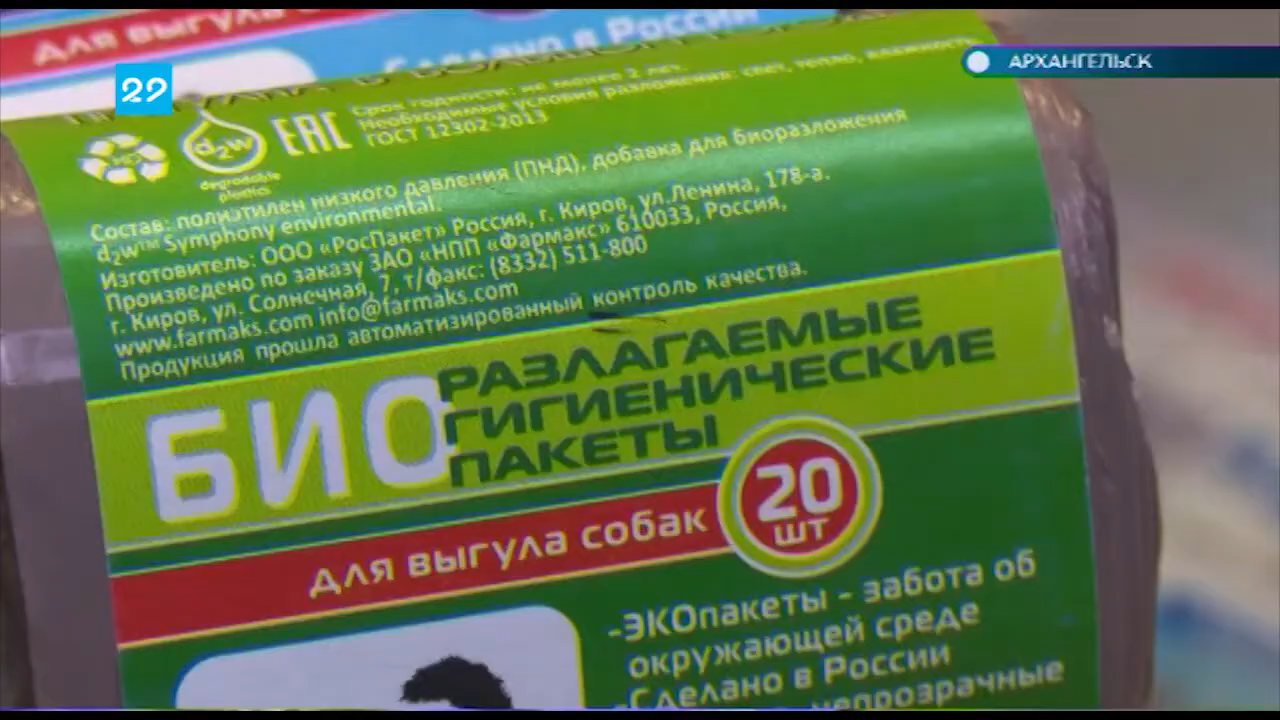 для выгула
Сделано в России
29
АРХАНГЕЛЬСК
Срок годности: не менее 2 лет.
Необходимые условия разложения: свет, тепло, влажность
ГОСТ 12302-2013
d2w
degradable
plastics
EAC
Состав: полиэтилен низкого давления (ПНД), добавка для биоразложения
d2w™ Symphony environmental.
Изготовитель: ООО «РосПакет» Россия, г. Киров, ул.Ленина, 178-а.
Произведено по заказу ЗАО «НПП «Фармакс» 610033, Россия,
г. Киров, ул. Солнечная, 7, т/факс: (8332) 511-800
www.farmaks.com info@farmaks.com
Продукция прошла автоматизированный контроль качества.
БИО
РАЗЛАГАЕМЫЕ
ГИГИЕНИЧЕСКИЕ
ПАКЕТЫ
для выгула собак
20
шт
-ЭКОпакеты - забота об
окружающей среде
-Сделано в России
непрозрачные